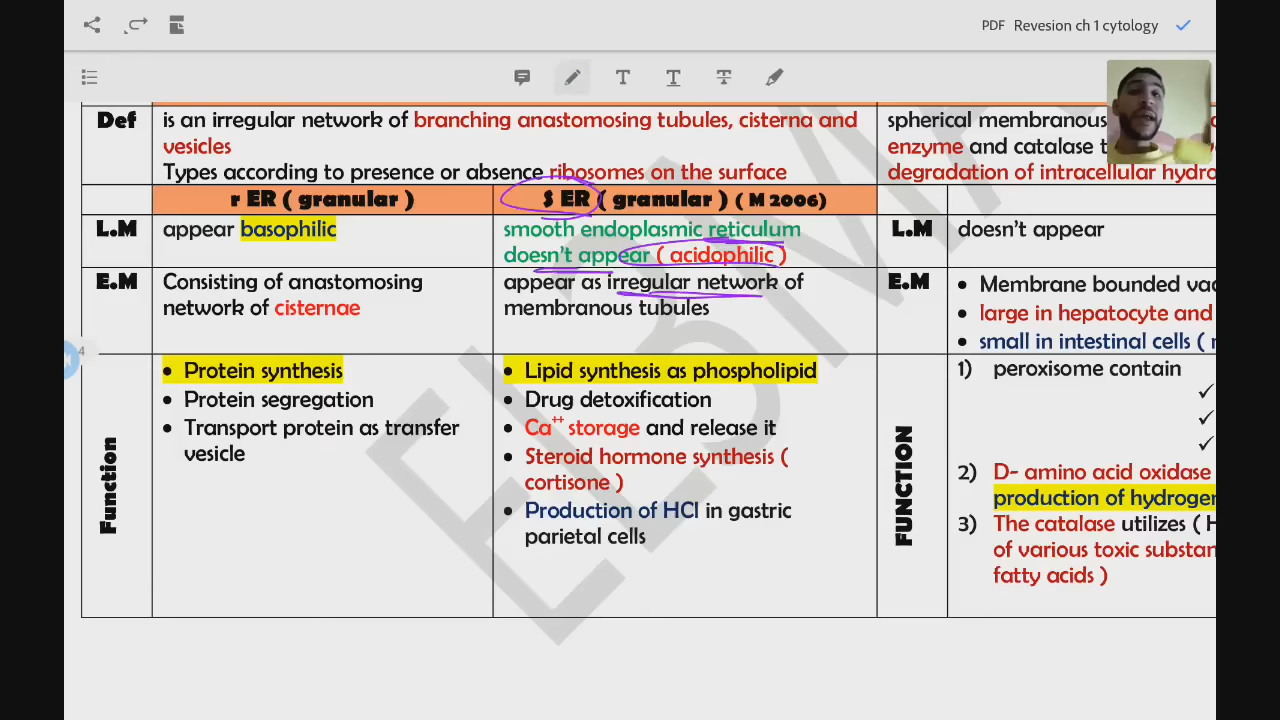 PDF Revesion ch 1 cytology
Def
is an irregular network of branching anastomosing tubules, cisterna and
vesicles
Types according to presence or absence ribosomes on the surface
r ER ( granular )
S ER ( granular ) ( M 2006)
L.M
appear basophilic
smooth endoplasmic reticulum
doesn't appear ( acidophilic )
E.M
Consisting of anastomosing
network of cisternae
appear as irregular network of
membranous tubules
Function
• Protein synthesis
• Protein segregation
• Transport protein as transfer
vesicle
• Lipid synthesis as phospholipid
• Drug detoxification
• Ca++ storage and release it
• Steroid hormone synthesis (
cortisone )
• Production of HCl in gastric
parietal cells
spherical membranous
enzyme and catalase
degradation of intracellular
L.M
doesn't appear
E.M
• Membrane bounded
• large in hepatocyte and
• small in intestinal cells (
FUNCTION
1) peroxisome contain
✓
✓
✓
2) D- amino acid oxidase
production of
3) The catalase utilizes (
of various toxic
fatty acids )
4